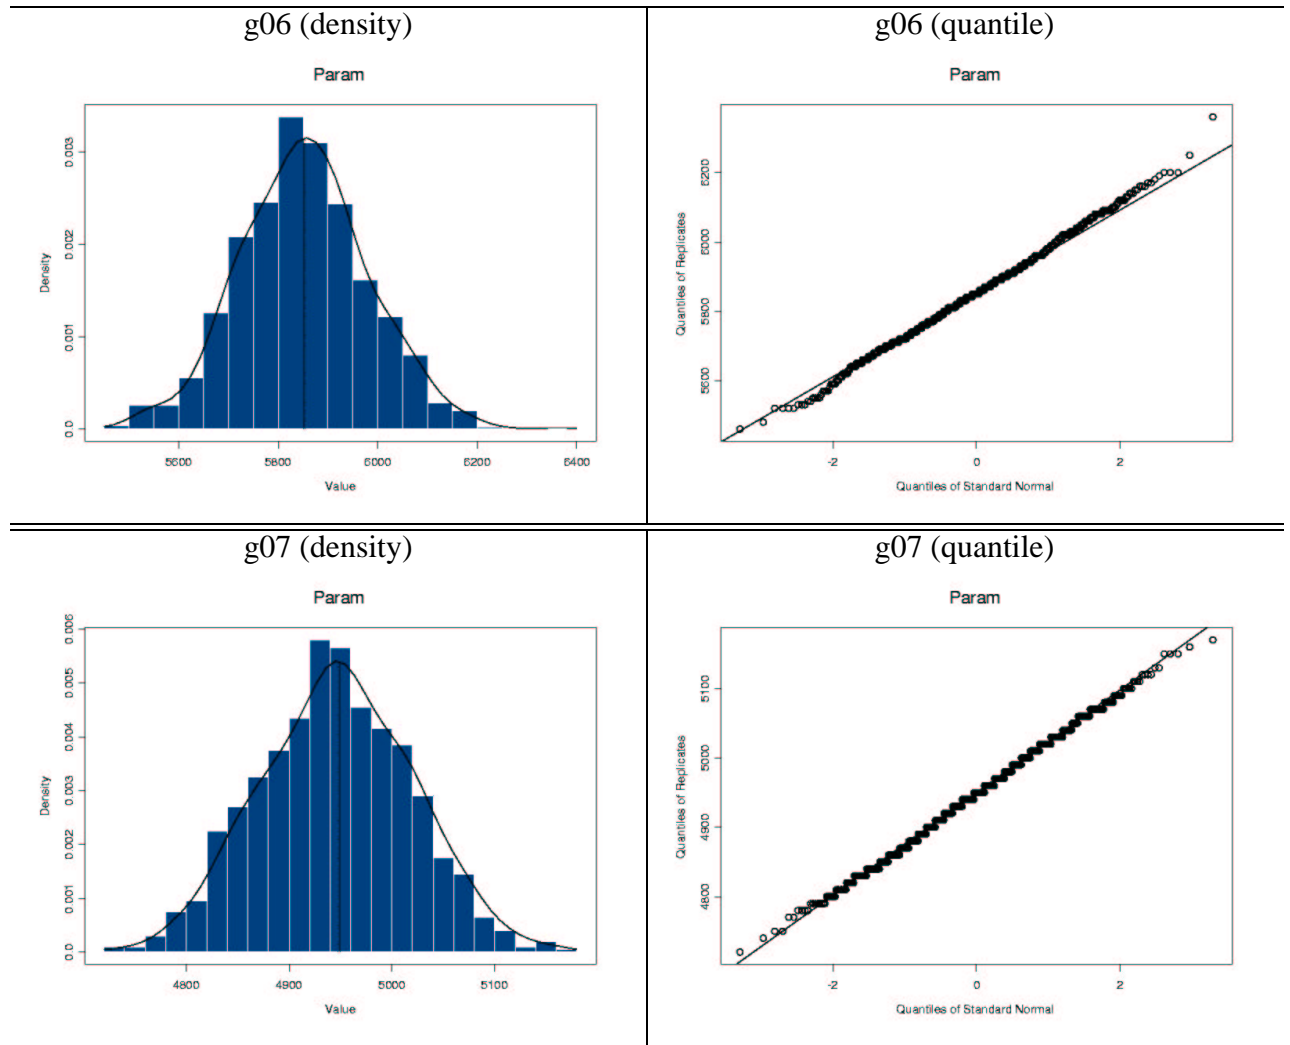 g06 (density)
g06 (quantile)
Param
Param
0.003
0.002
0.001
0.0
Density
5600 5800 6000 6200 6400
Value
6200
6000
5800
5600
Quantiles of Replicates
-2 0 2
Quantiles of Standard Normal
g07 (density)
g07 (quantile)
Param
Param
0.006
0.005
0.004
0.003
0.002
0.001
0.0
Density
4800 4900 5000 5100
Value
5100
5000
4900
4800
Quantiles of Replicates
-2 0 2
Quantiles of Standard Normal